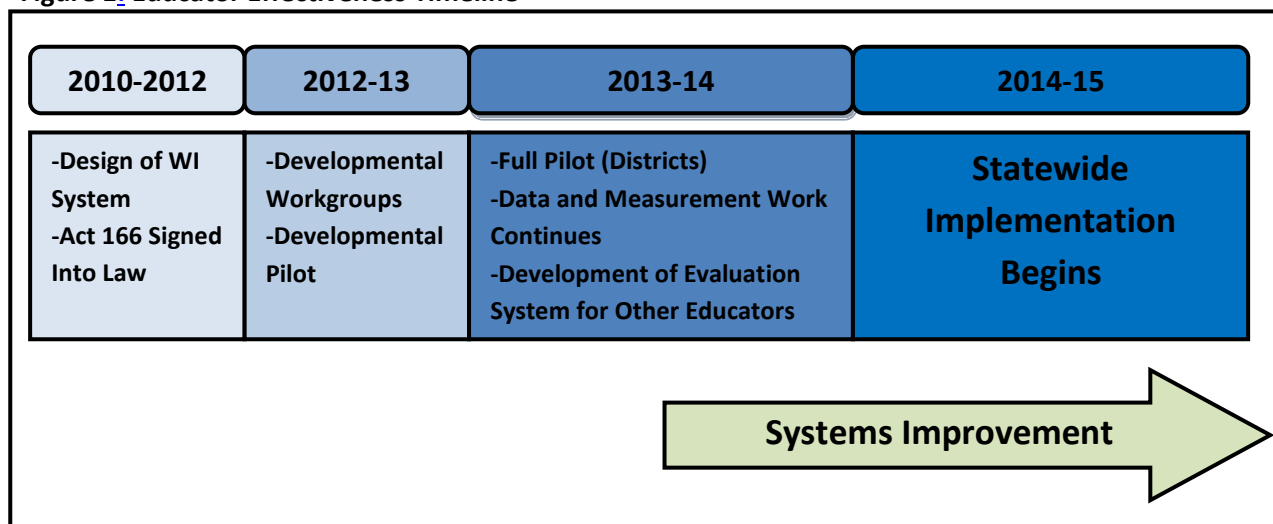 2010-2012
2012-13
2013-14
2014-15
-Design of WI
System
-Act 166 Signed
Into Law
-Developmental
Workgroups
-Developmental
Pilot
-Full Pilot (Districts)
-Data and Measurement Work
Continues
-Development of Evaluation
System for Other Educators
Statewide
Implementation
Begins
Systems Improvement